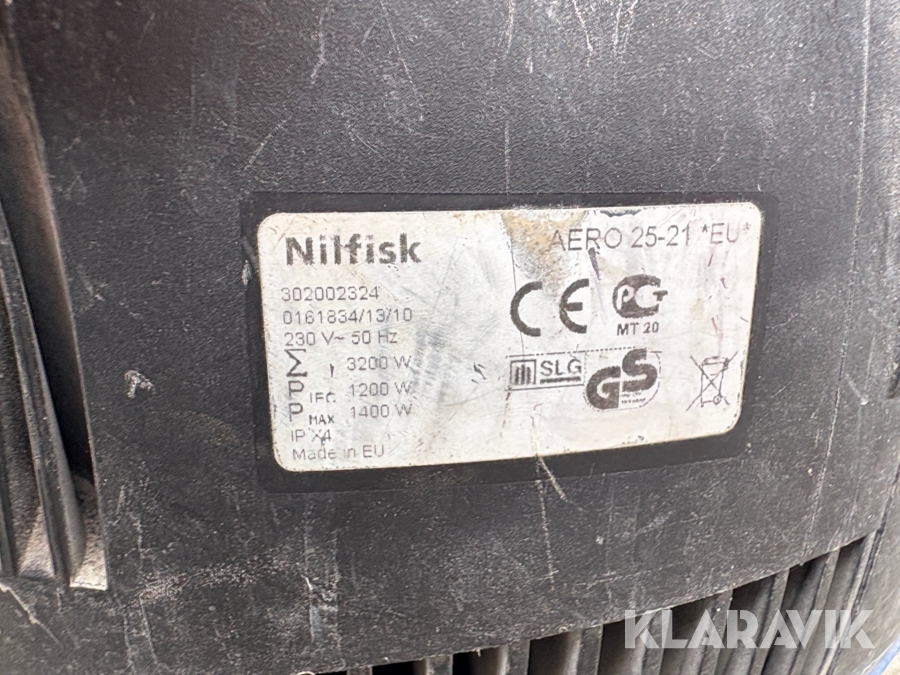 Nilfisk
AERO 25-21 *EU*
302002324
0161834/13/10
230 V~ 50 Hz
Σ 3200 W
P IEC 1200 W
P MAX 1400 W
IP X4
Made in EU
CE
PCT
MT 20
SLG
GS
KLARAVIK